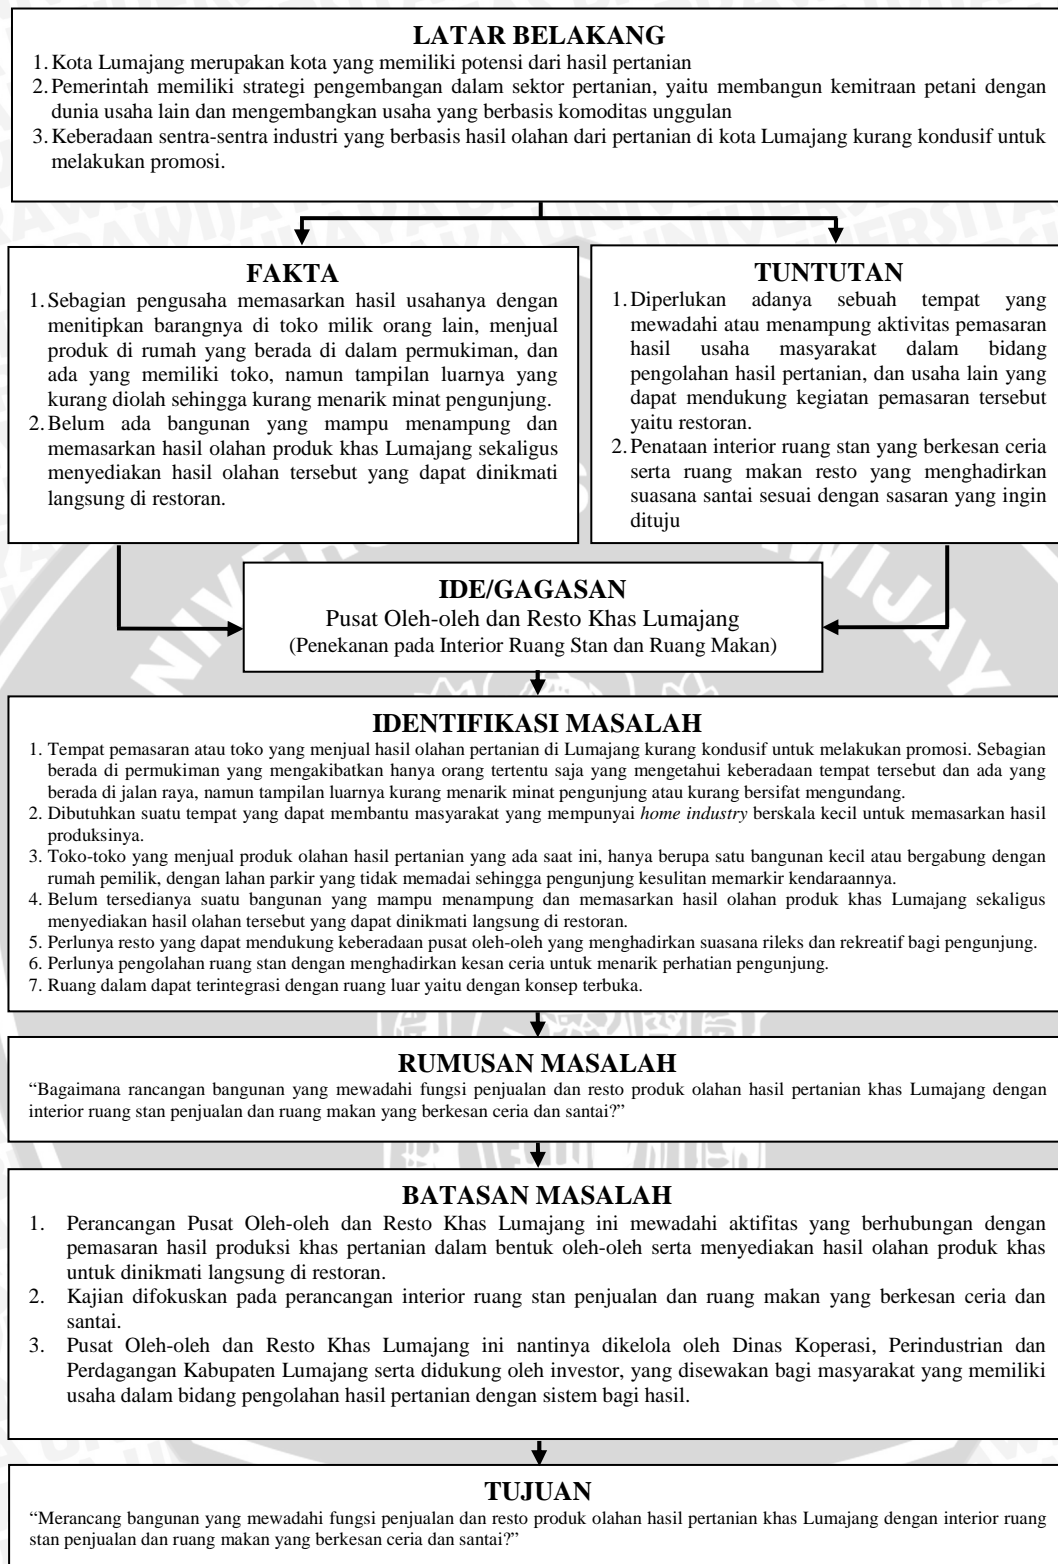 LATAR BELAKANG
1. Kota Lumajang merupakan kota yang memiliki potensi dari hasil pertanian
2. Pemerintah memiliki strategi pengembangan dalam sektor pertanian, yaitu membangun kemitraan petani dengan
dunia usaha lain dan mengembangkan usaha yang berbasis komoditas unggulan
3. Keberadaan sentra-sentra industri yang berbasis hasil olahan dari pertanian di kota Lumajang kurang kondusif untuk
melakukan promosi.
FAKTA
1. Sebagian pengusaha memasarkan hasil usahanya dengan
menitipkan barangnya di toko milik orang lain, menjual
produk di rumah yang berada di dalam permukiman, dan
ada yang memiliki toko, namun tampilan luarnya yang
kurang diolah sehingga kurang menarik minat pengunjung.
2. Belum ada bangunan yang mampu menampung dan
memasarkan hasil olahan produk khas Lumajang sekaligus
menyediakan hasil olahan tersebut yang dapat dinikmati
langsung di restoran.
TUNTUTAN
1. Diperlukan adanya sebuah tempat yang
mewadahi atau menampung aktivitas pemasaran
hasil usaha masyarakat dalam bidang
pengolahan hasil pertanian, dan usaha lain yang
dapat mendukung kegiatan pemasaran tersebut
yaitu restoran.
2. Penataan interior ruang stan yang berkesan ceria
serta ruang makan resto yang menghadirkan
suasana santai sesuai dengan sasaran yang ingin
dituju
IDE/GAGASAN
Pusat Oleh-oleh dan Resto Khas Lumajang
(Penekanan pada Interior Ruang Stan dan Ruang Makan)
IDENTIFIKASI MASALAH
1. Tempat pemasaran atau toko yang menjual hasil olahan pertanian di Lumajang kurang kondusif untuk melakukan promosi. Sebagian
berada di permukiman yang mengakibatkan hanya orang tertentu saja yang mengetahui keberadaan tempat tersebut dan ada yang
berada di jalan raya, namun tampilan luarnya kurang menarik minat pengunjung atau kurang bersifat mengundang.
2. Dibutuhkan suatu tempat yang dapat membantu masyarakat yang mempunyai home industry berskala kecil untuk memasarkan hasil
produksinya.
3. Toko-toko yang menjual produk olahan hasil pertanian yang ada saat ini, hanya berupa satu bangunan kecil atau bergabung dengan
rumah pemilik, dengan lahan parkir yang tidak memadai sehingga pengunjung kesulitan memarkir kendaraannya.
4. Belum tersedianya suatu bangunan yang mampu menampung dan memasarkan hasil olahan produk khas Lumajang sekaligus
menyediakan hasil olahan tersebut yang dapat dinikmati langsung di restoran.
5. Perlunya resto yang dapat mendukung keberadaan pusat oleh-oleh yang menghadirkan suasana rileks dan rekreatif bagi pengunjung.
6. Perlunya pengolahan ruang stan dengan menghadirkan kesan ceria untuk menarik perhatian pengunjung.
7. Ruang dalam dapat terintegrasi dengan ruang luar yaitu dengan konsep terbuka.
RUMUSAN MASALAH
“Bagaimana rancangan bangunan yang mewadahi fungsi penjualan dan resto produk olahan hasil pertanian khas Lumajang dengan
interior ruang stan penjualan dan ruang makan yang berkesan ceria dan santai?”
BATASAN MASALAH
1. Perancangan Pusat Oleh-oleh dan Resto Khas Lumajang ini mewadahi aktifitas yang berhubungan dengan
pemasaran hasil produksi khas pertanian dalam bentuk oleh-oleh serta menyediakan hasil olahan produk khas
untuk dinikmati langsung di restoran.
2. Kajian difokuskan pada perancangan interior ruang stan penjualan dan ruang makan yang berkesan ceria dan
santai.
3. Pusat Oleh-oleh dan Resto Khas Lumajang ini nantinya dikelola oleh Dinas Koperasi, Perindustrian dan
Perdagangan Kabupaten Lumajang serta didukung oleh investor, yang disewakan bagi masyarakat yang memiliki
usaha dalam bidang pengolahan hasil pertanian dengan sistem bagi hasil.
TUJUAN
“Merancang bangunan yang mewadahi fungsi penjualan dan resto produk olahan hasil pertanian khas Lumajang dengan interior ruang
stan penjualan dan ruang makan yang berkesan ceria dan santai?”